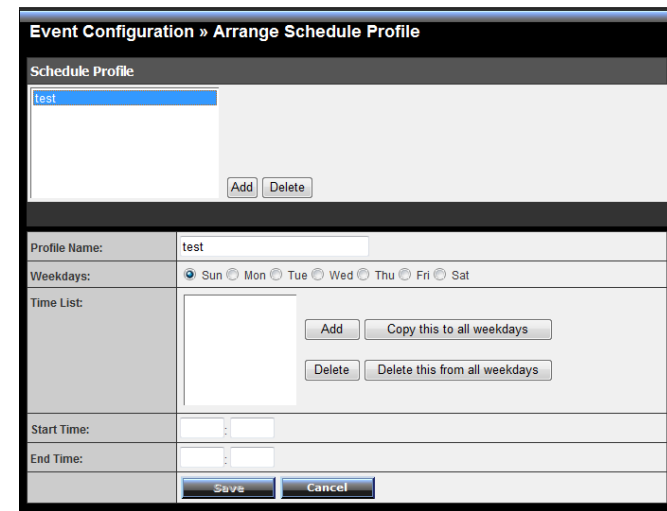 Event Configuration » Arrange Schedule Profile
Schedule Profile
test
Add Delete
Profile Name: test
Weekdays: Sun Mon Tue Wed Thu Fri Sat
Time List:
Add Copy this to all weekdays
Delete Delete this from all weekdays
Start Time: :
End Time: :
Save Cancel